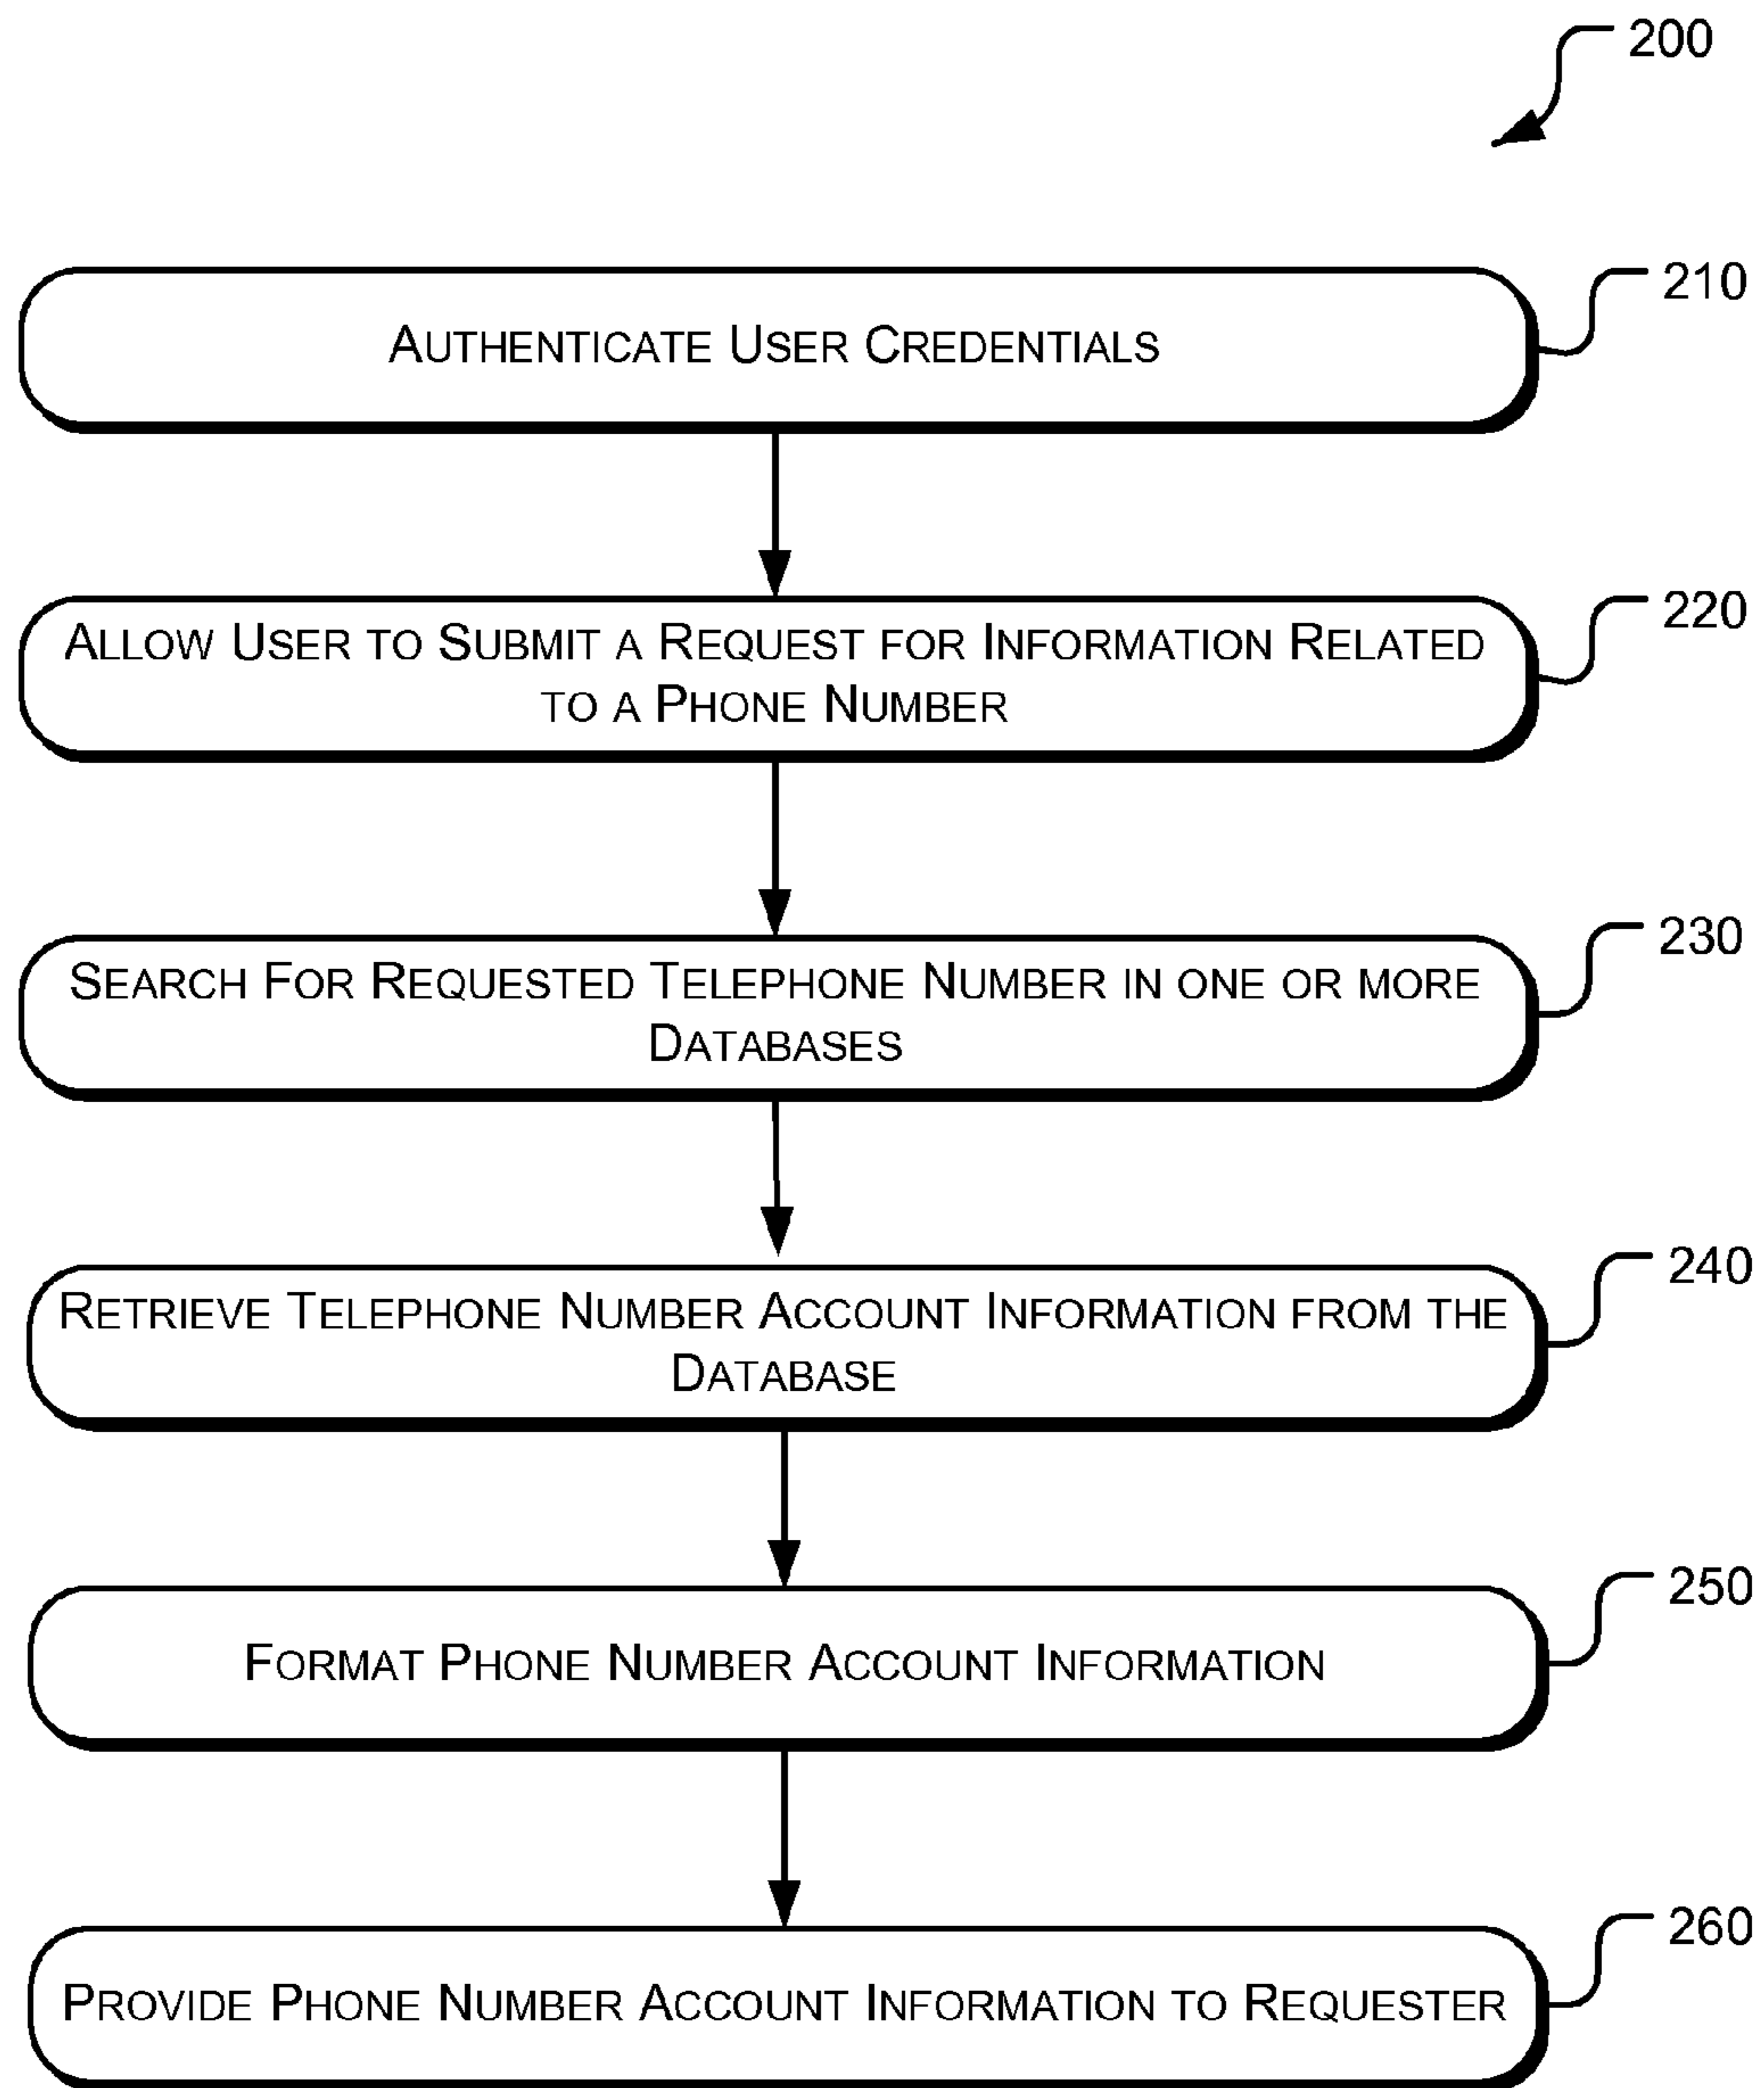 200
210
AUTHENTICATE USER CREDENTIALS
220
ALLOW USER TO SUBMIT A REQUEST FOR INFORMATION RELATED
TO A PHONE NUMBER
230
SEARCH FOR REQUESTED TELEPHONE NUMBER IN ONE OR MORE
DATABASES
240
RETRIEVE TELEPHONE NUMBER ACCOUNT INFORMATION FROM THE
DATABASE
250
FORMAT PHONE NUMBER ACCOUNT INFORMATION
260
PROVIDE PHONE NUMBER ACCOUNT INFORMATION TO REQUESTER